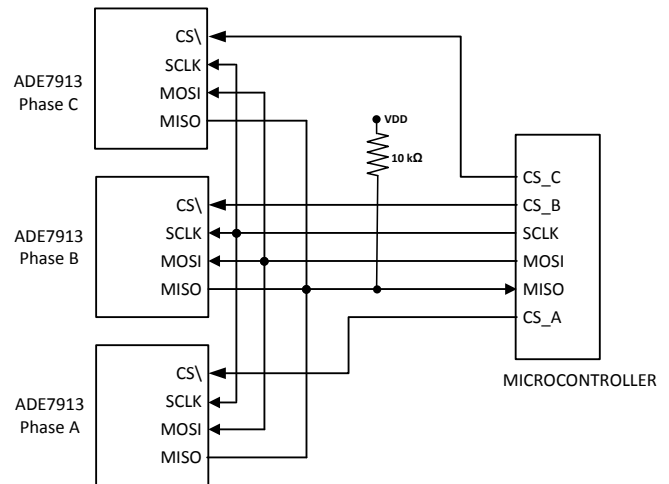 ADE7913
Phase C
CS\
SCLK
MOSI
MISO
VDD
10 kΩ
ADE7913
Phase B
CS\
SCLK
MOSI
MISO
CS_C
CS_B
SCLK
MOSI
MISO
CS_A
MICROCONTROLLER
ADE7913
Phase A
CS\
SCLK
MOSI
MISO